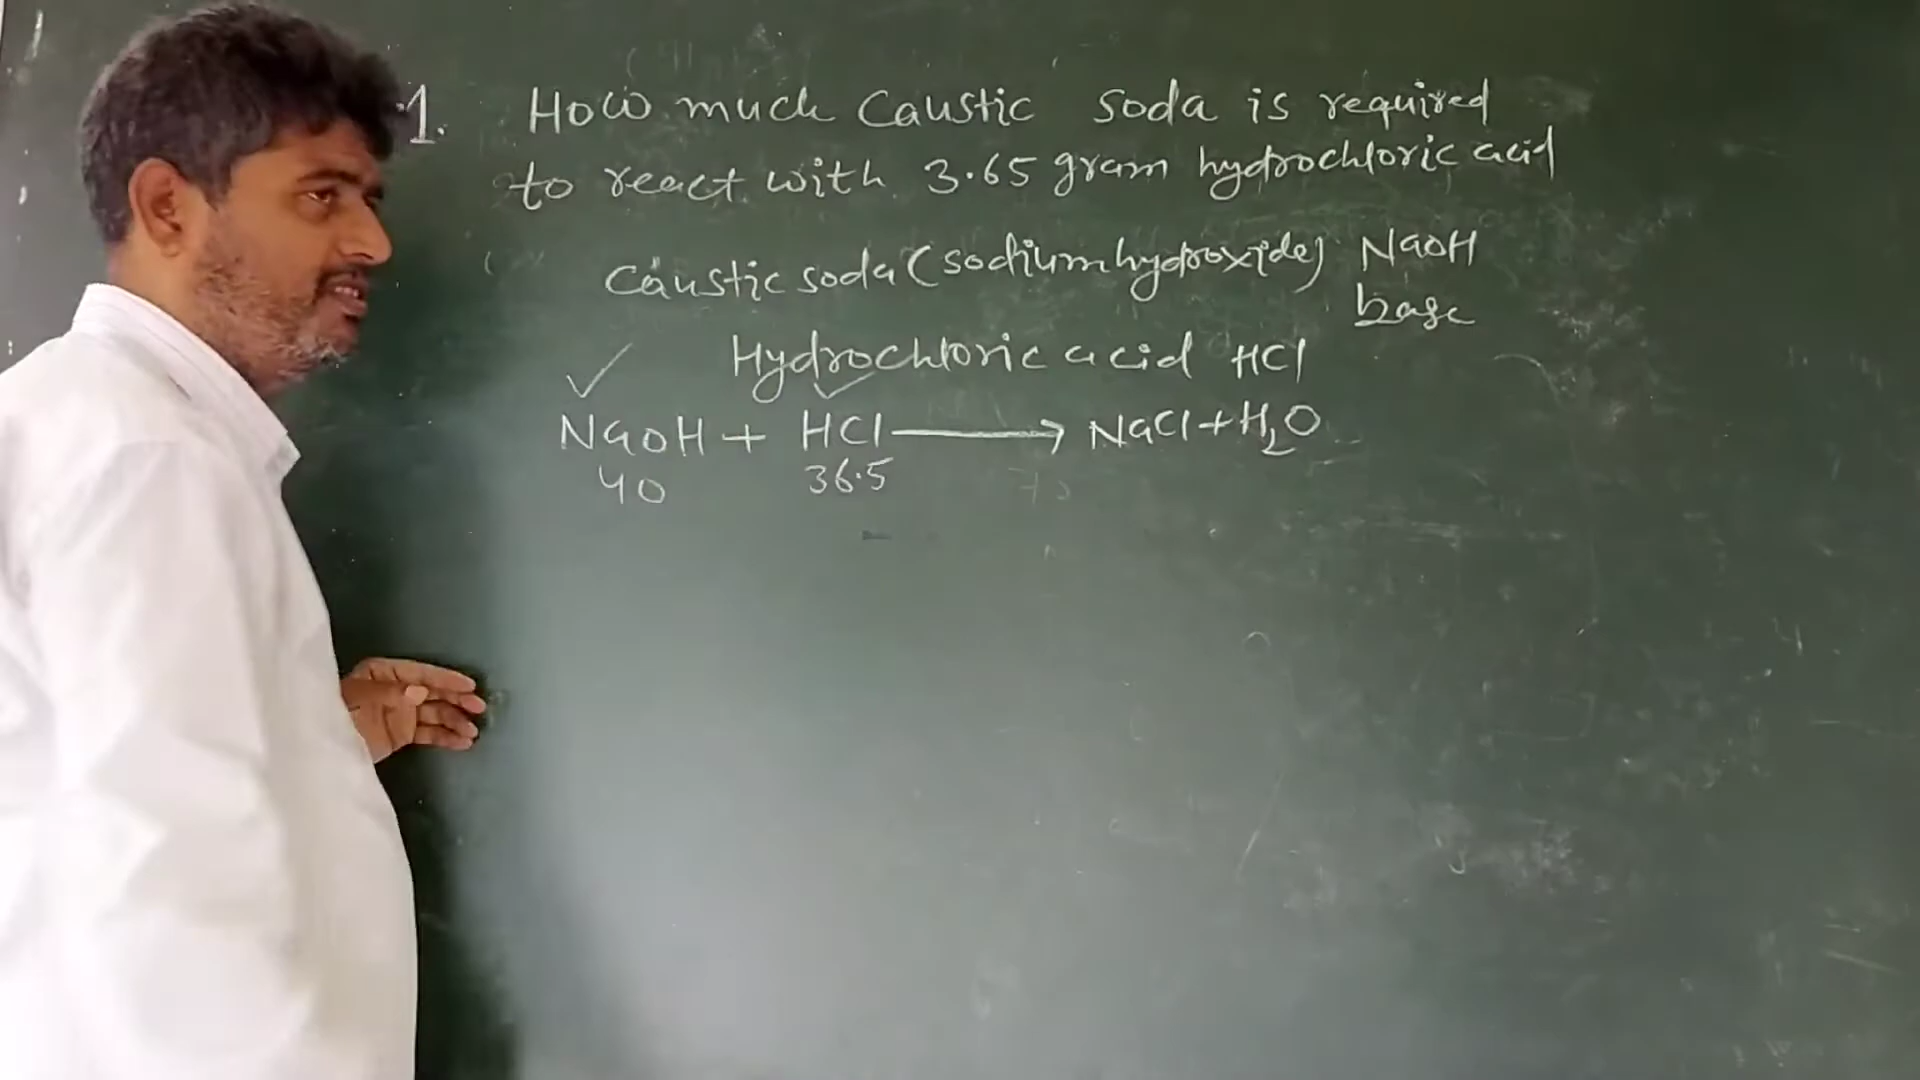 1. How much Caustic soda is required
to react with 3.65 gram hydrochloric acid
Caustic soda (sodium hydroxide) NaOH
base
Hydrochloric acid HCl
NaOH + HCl → NaCl + H₂O
40 36.5